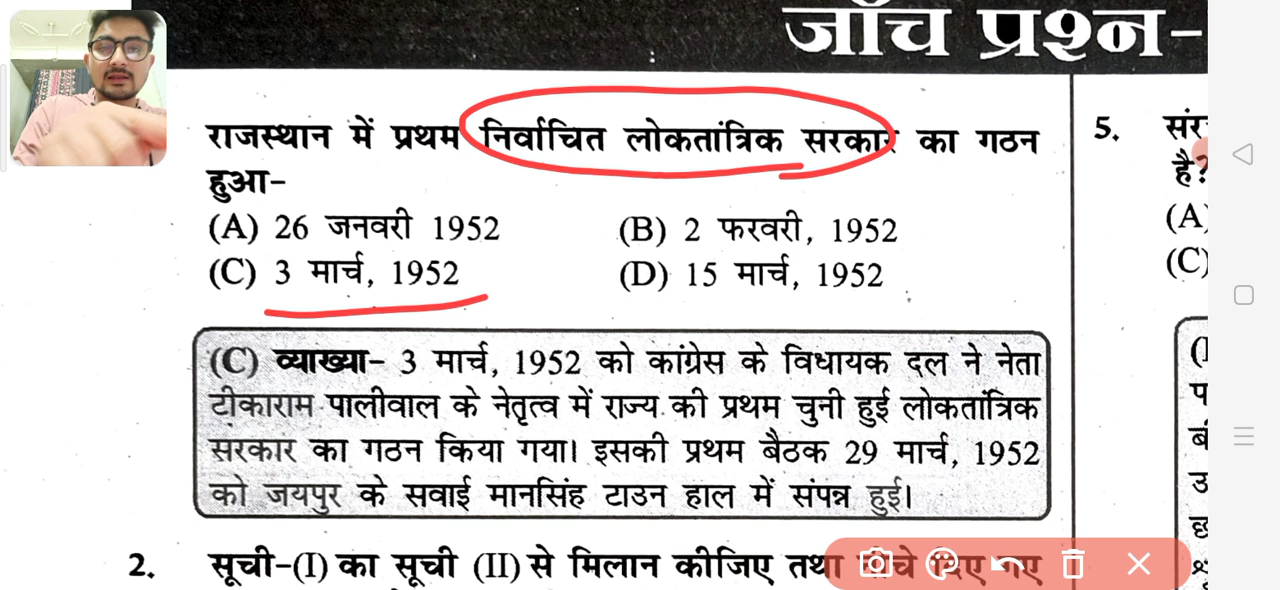 जाँच प्रश्न-
राजस्थान में प्रथम निर्वाचित लोकतांत्रिक सरकार का गठन
हुआ-
(A) 26 जनवरी 1952 (B) 2 फरवरी, 1952
(C) 3 मार्च, 1952 (D) 15 मार्च, 1952
(C) व्याख्या- 3 मार्च, 1952 को कांग्रेस के विधायक दल ने नेता
टीकाराम पालीवाल के नेतृत्व में राज्य की प्रथम चुनी हुई लोकतांत्रिक
सरकार का गठन किया गया। इसकी प्रथम बैठक 29 मार्च, 1952
को जयपुर के सवाई मानसिंह टाउन हाल में संपन्न हुई।
2. सूची-(I) का सूची (II) से मिलान कीजिए तथा नीचे दिए गए
5.
है?
(A)
(C)